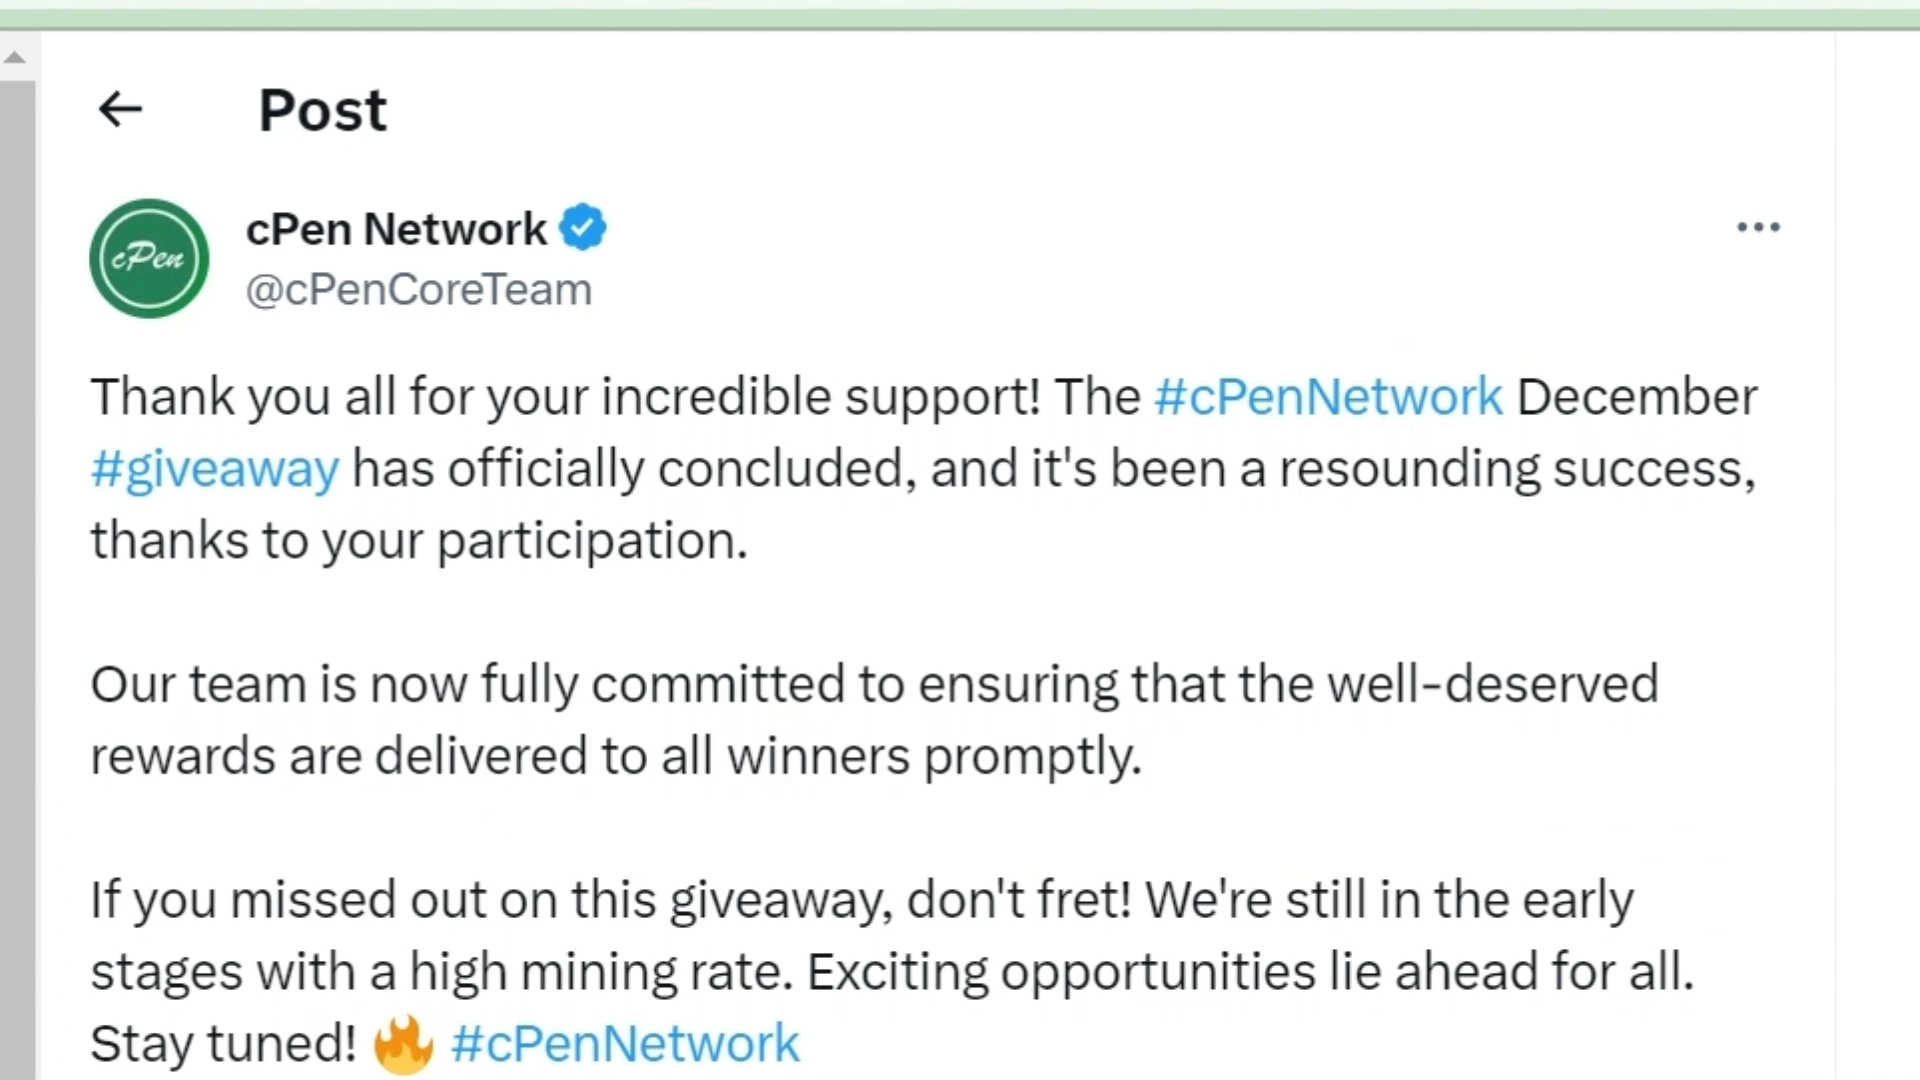 Post
cPen
cPen Network
@cPenCoreTeam
Thank you all for your incredible support! The #cPenNetwork December
#giveaway has officially concluded, and it's been a resounding success,
thanks to your participation.
Our team is now fully committed to ensuring that the well-deserved
rewards are delivered to all winners promptly.
If you missed out on this giveaway, don't fret! We're still in the early
stages with a high mining rate. Exciting opportunities lie ahead for all.
Stay tuned! 🔥 #cPenNetwork